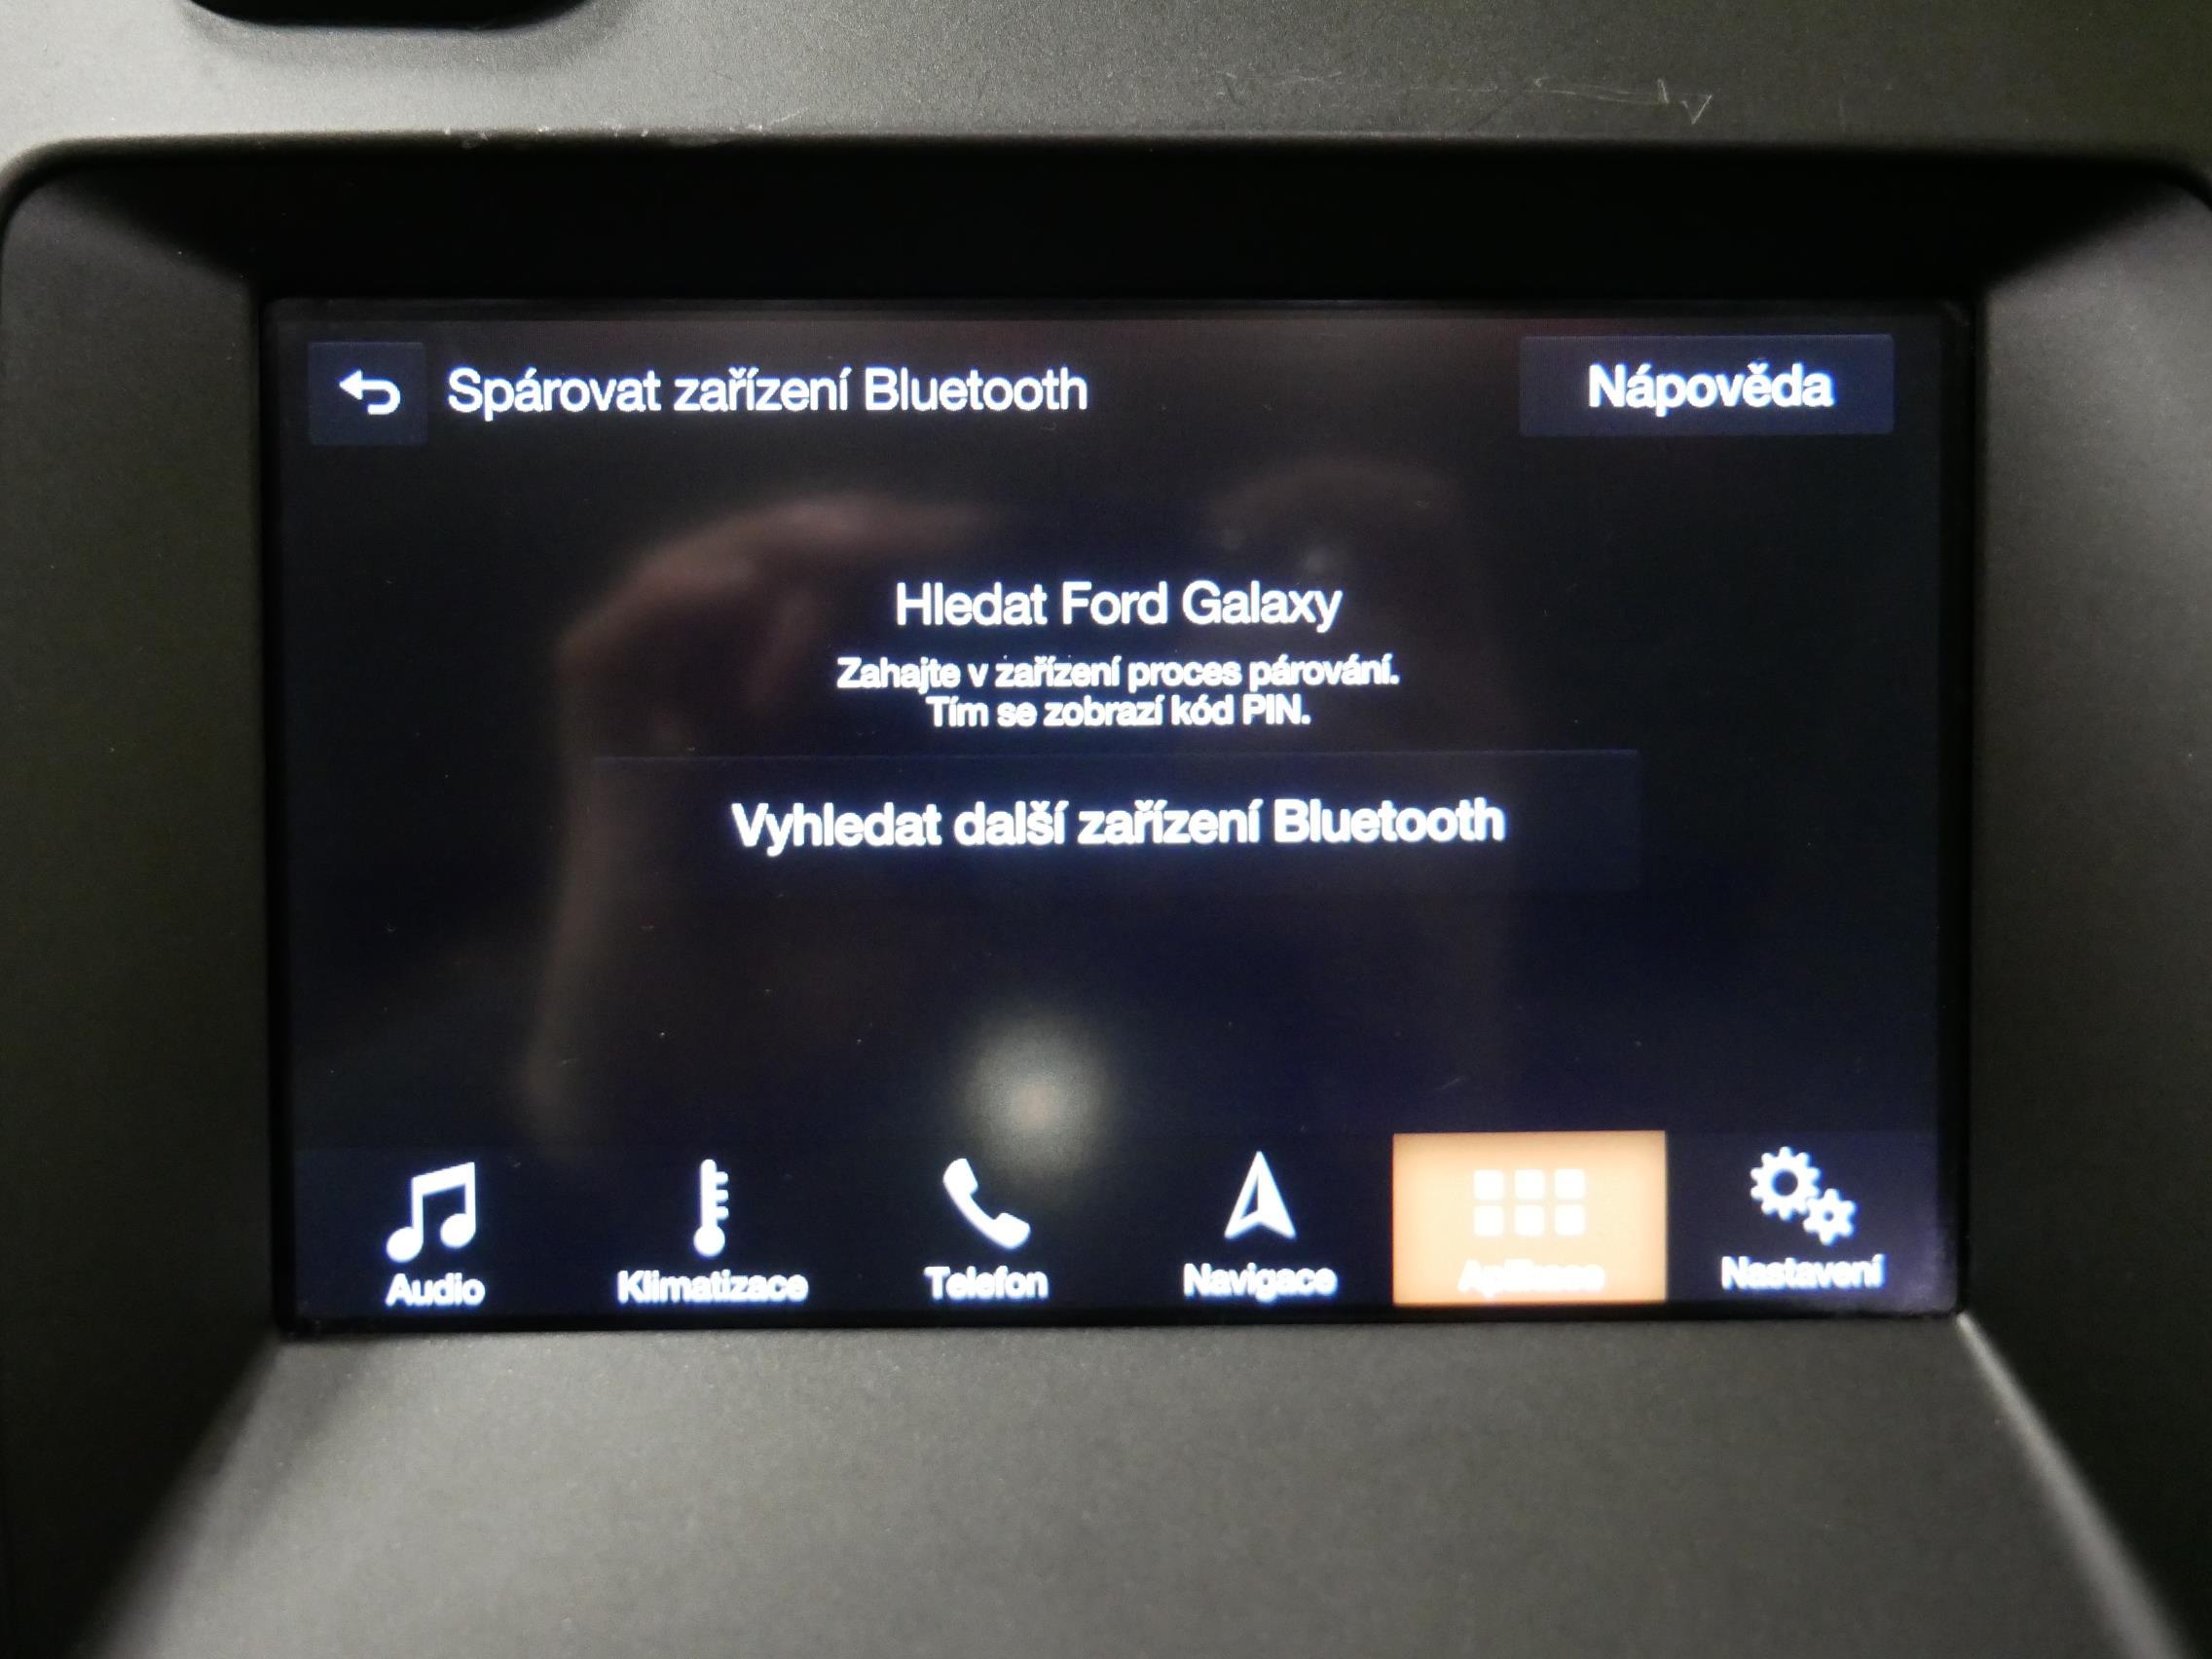 Spárovat zařízení Bluetooth
Nápověda
Hledat Ford Galaxy
Zahajte v zařízení proces párování.
Tím se zobrazí kód PIN.
Vyhledat další zařízení Bluetooth
Audio
Klimatizace
Telefon
Navigace
Aplikace
Nastavení